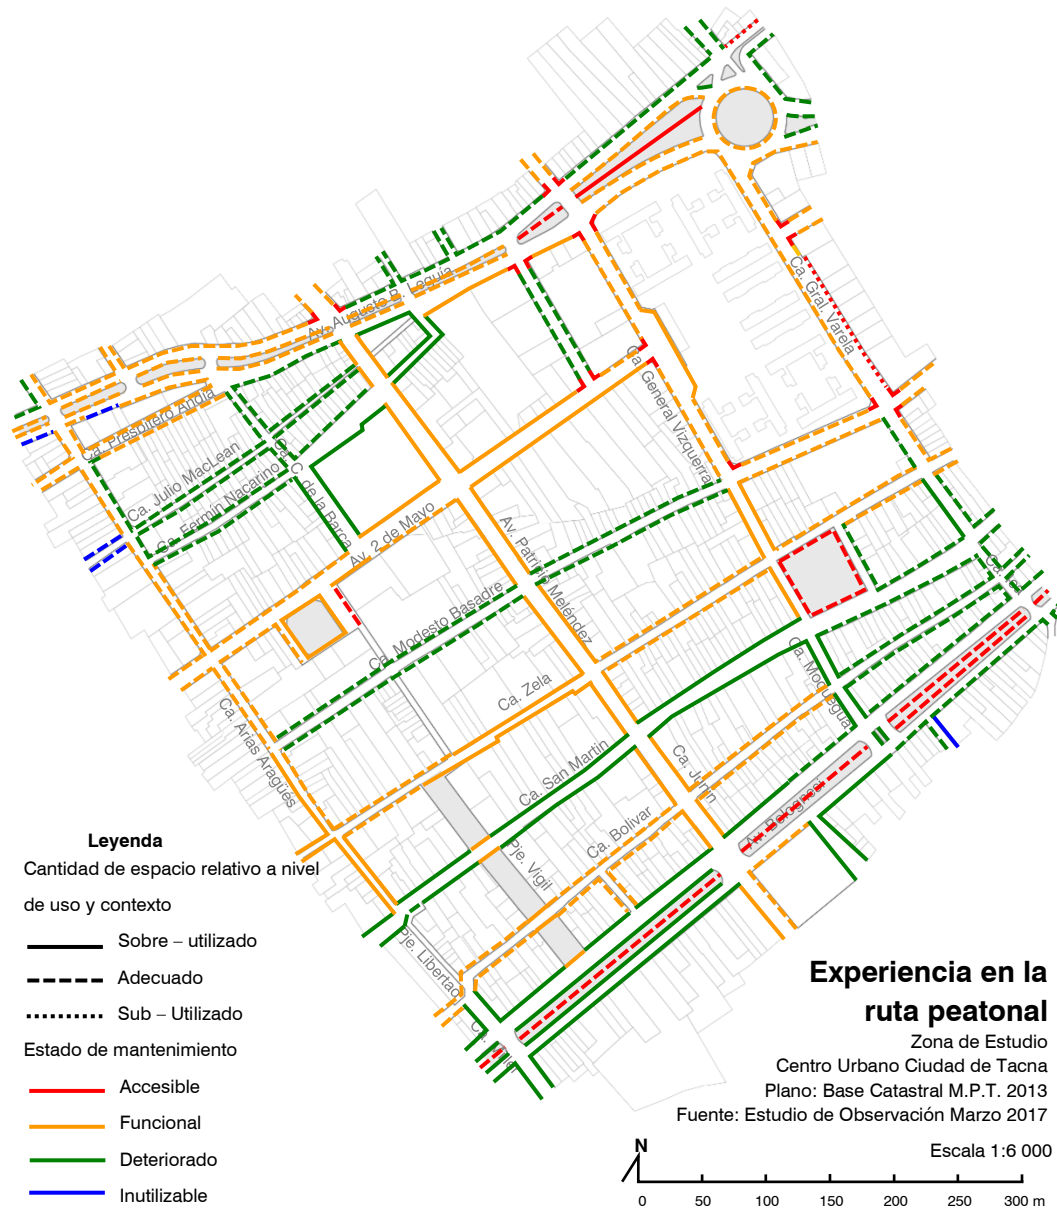 Av. Augusto B. Leguía
Ca. Gral. Varela
Ca. General Vizquerra
Ca. Presbitero Andía
Ca. Julio MacLean
Ca. Fermin Nacarino
C. de la Barca
Av. 2 de Mayo
Av. Patricio Meléndez
Ca. Modesto Basadre
Ca. Zela
Ca. Arias Aragüés
Ca. San Martin
Ca. Moquegua
Ca. Junin
Ca. Bolivar
Av. Bolognesi
Pje. Vigil
Pje. Libertad
Leyenda
Cantidad de espacio relativo a nivel
de uso y contexto
Sobre – utilizado
Adecuado
Sub – Utilizado
Estado de mantenimiento
Accesible
Funcional
Deteriorado
Inutilizable
Experiencia en la
ruta peatonal
Zona de Estudio
Centro Urbano Ciudad de Tacna
Plano: Base Catastral M.P.T. 2013
Fuente: Estudio de Observación Marzo 2017
N
Escala 1:6 000
0 50 100 150 200 250 300 m